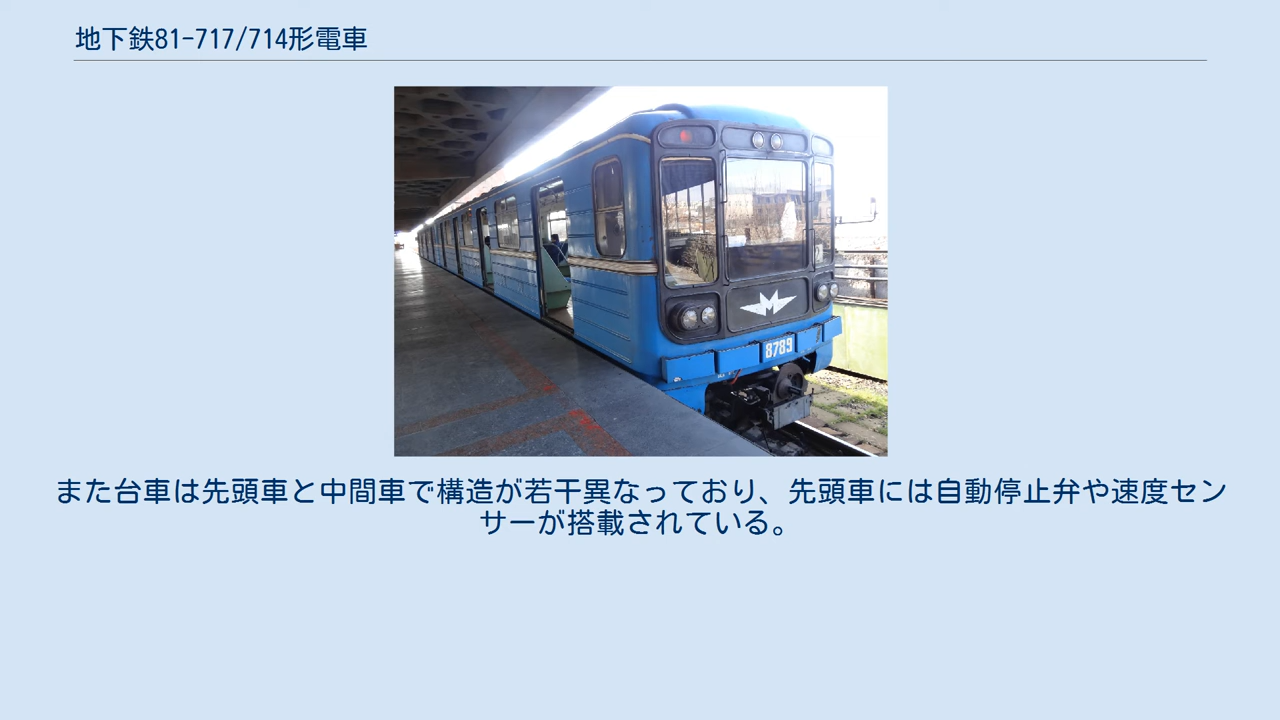 地下鉄81-717/714形電車
8789
また台車は先頭車と中間車で構造が若干異なっており、先頭車には自動停止弁や速度セン
サーが搭載されている。